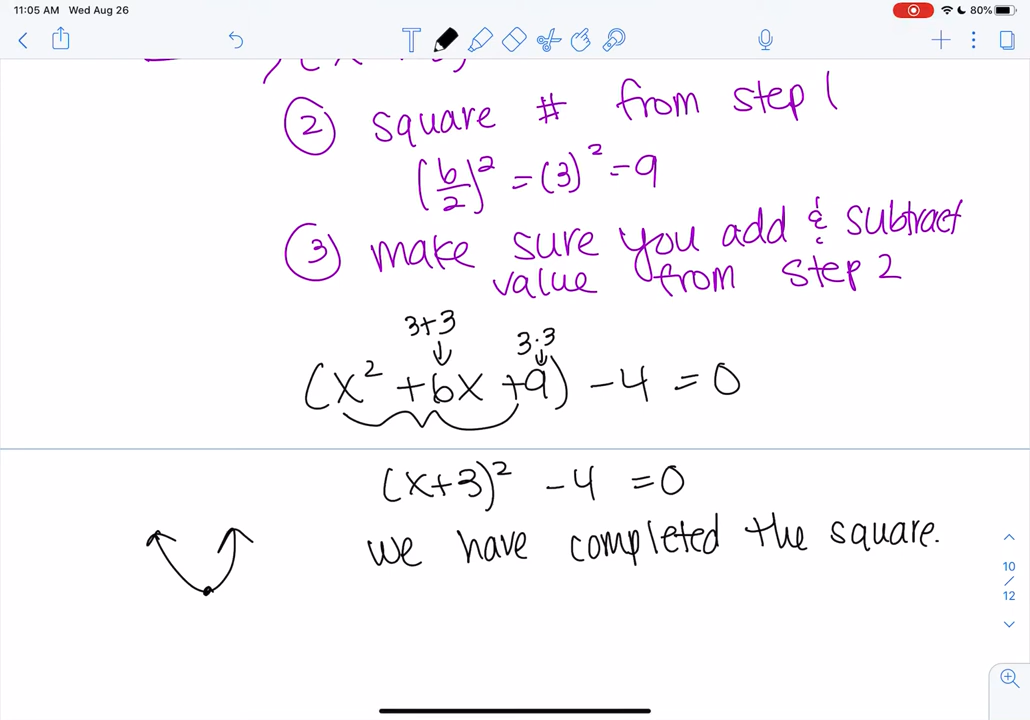 11:05 AM Wed Aug 26
80%
T
② square # from step 1
(b/2)² = (3)² = 9
③ make sure you add & subtract
value from step 2
3+3
3·3
(x² + 6x + 9) - 4 = 0
(x+3)² - 4 = 0
we have completed the square.
10
/
12